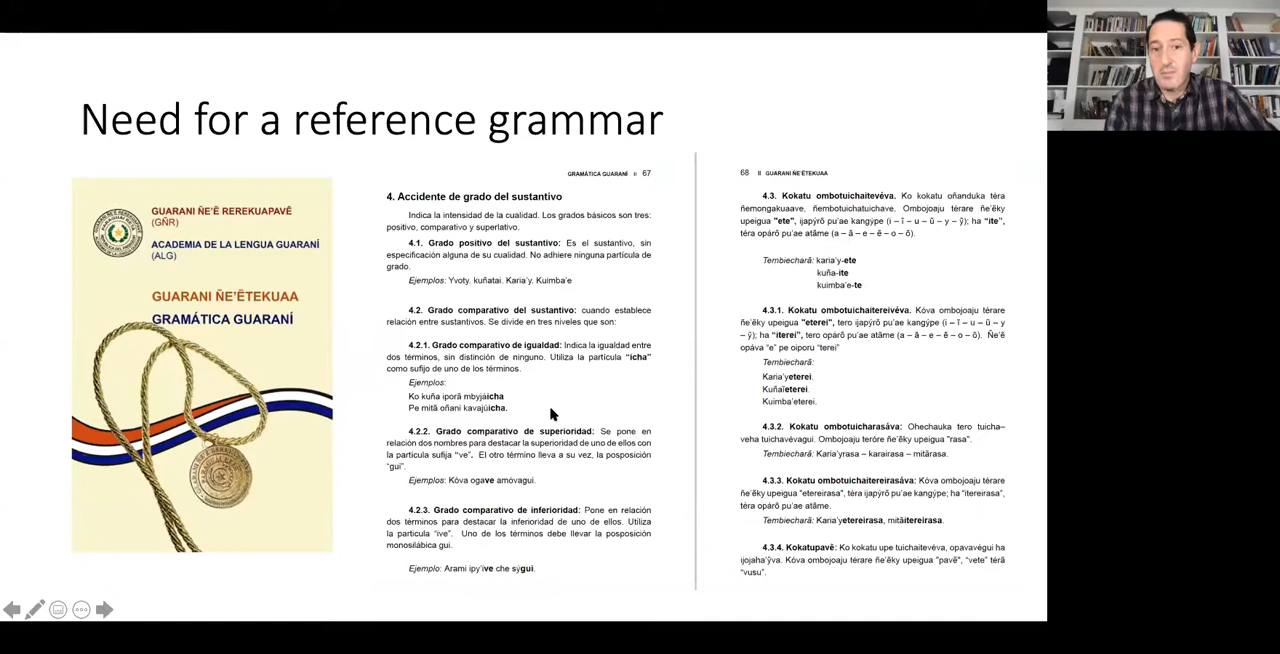 Need for a reference grammar
GUARANI ÑE'Ẽ REREKUAPAVẼ
(GÑR)
ACADEMIA DE LA LENGUA GUARANÍ
(ALG)
GUARANI ÑE'ẼTEKUAA
GRAMÁTICA GUARANÍ
GRAMÁTICA GUARANÍ II 67
4. Accidente de grado del sustantivo
Indica la intensidad de la cualidad. Los grados básicos son tres:
positivo, comparativo y superlativo.
4.1. Grado positivo del sustantivo: Es el sustantivo, sin
especificación alguna de su cualidad. No adhiere ninguna partícula de
grado.
Ejemplos: Yvoty. kuñatai. Karia'y. Kuimba'e
4.2. Grado comparativo del sustantivo: cuando establece
relación entre sustantivos. Se divide en tres niveles que son:
4.2.1. Grado comparativo de igualdad: Indica la igualdad entre
dos términos, sin distinción de ninguno. Utiliza la partícula "icha"
como sufijo de uno de los términos.
Ejemplos:
Ko kuña iporã mbyjáicha
Pe mitã oñani kavajúicha.
4.2.2. Grado comparativo de superioridad: Se pone en
relación dos nombres para destacar la superioridad de uno de ellos con
la partícula sufija "ve". El otro término lleva a su vez, la posposición
"gui".
Ejemplos: Kóva ogave amóvagui.
4.2.3. Grado comparativo de inferioridad: Pone en relación
dos términos para destacar la inferioridad de uno de ellos. Utiliza
la particula "ive". Uno de los términos debe llevar la posposición
monosilábica gui.
Ejemplo: Arami ipy'ive che sýgui.
68 II GUARANI ÑE'ẼTEKUAA
4.3. Kokatu ombotuichaitevéva. Ko kokatu oñanduka téra
ñemongakuaave, ñembotuichatuichave. Ombojoaju térare ñe'ẽky
upeigua "ete", ijapýrõ pu'ae kangýpe (i – ĩ – u – ũ – y – ỹ); ha "ite",
téra opárõ pu'ae atãme (a – ã – e – ẽ – o – õ).
Tembiecharã: karia'y-ete
kuña-ite
kuimba'e-te
4.3.1. Kokatu ombotuichaitereivéva. Kóva ombojoaju térare
ñe'ẽky upeigua "eterei", tero ijapýrõ pu'ae kangýpe (i – ĩ – u – ũ – y
– ỹ); ha "iterei", tero opárõ pu'ae atãme (a – ã – e – ẽ – o – õ). Ñe'ẽ
opáva "e" pe oiporu "terei"
Tembiecharã:
Karia'yeterei.
Kuñaĩeterei.
Kuimba'eterei.
4.3.2. Kokatu ombotuicharasáva: Ohechauka tero tuicha–
veha tuichavévagui. Ombojoaju teróre ñe'ẽky upeigua "rasa".
Tembiecharã: Karia'yrasa – karairasa – mitãrasa.
4.3.3. Kokatu ombotuichaitereirasáva: Kóva ombojoaju térare
ñe'ẽky upeigua "etereirasa", téra ijapýrõ pu'ae kangýpe; ha "itereirasa",
téra opárõ pu'ae atãme.
Tembiecharã: Karia'yetereirasa, mitãitereirasa.
4.3.4. Kokatupavẽ: Ko kokatu upe tuichaitevéva, opavavégui ha
ijojaha'ỹva. Kóva ombojoaju térare ñe'ẽky upeigua "pavẽ", "vete" térã
"vusu".